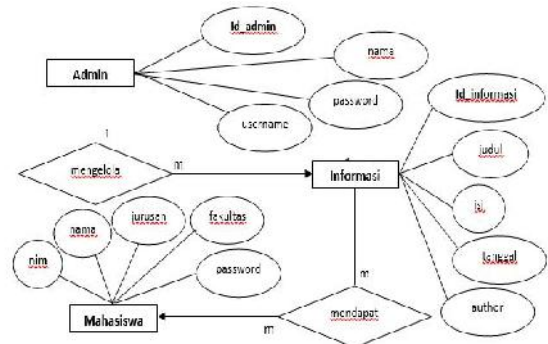 Id_admin
nama
Admin
password
Id_informasi
username
judul
1
mengelola
m
Informasi
isi
jurusan
fakultas
nama
tanggal
nim
password
m
author
mendapat
Mahasiswa
m